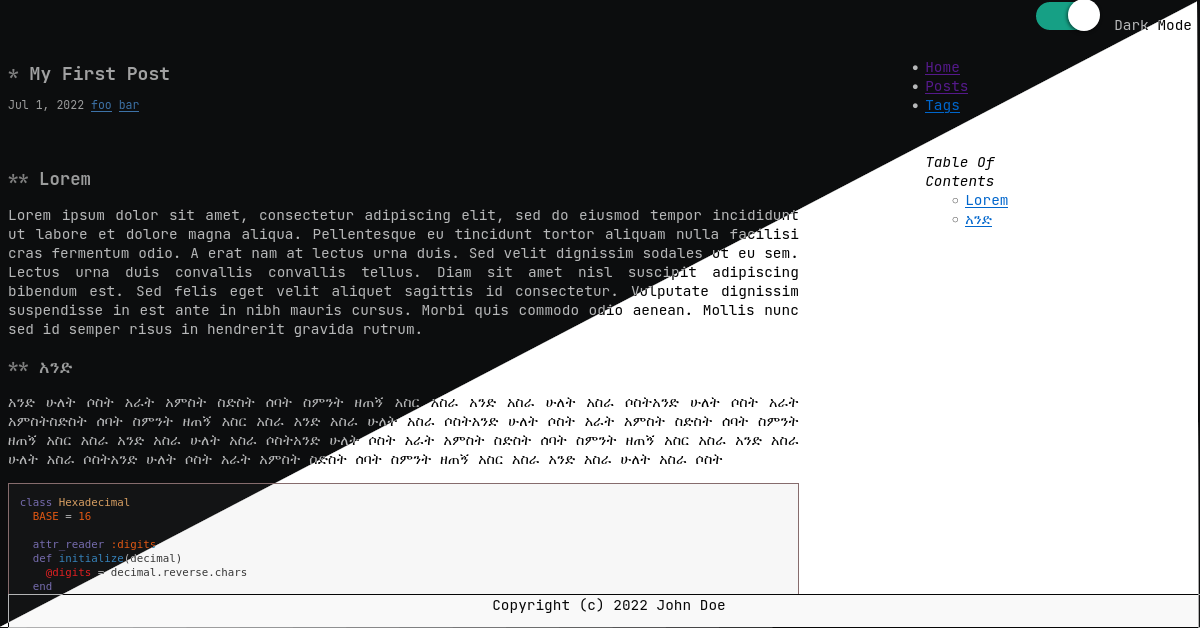 Dark Mode
* My First Post
Jul 1, 2022 foo bar
Home
Posts
Tags
Table Of
Contents
Lorem
አንድ
** Lorem
Lorem ipsum dolor sit amet, consectetur adipiscing elit, sed do eiusmod tempor incididunt
ut labore et dolore magna aliqua. Pellentesque eu tincidunt tortor aliquam nulla facilisi
cras fermentum odio. A erat nam at lectus urna duis. Sed velit dignissim sodales ut eu sem.
Lectus urna duis convallis convallis tellus. Diam sit amet nisl suscipit adipiscing
bibendum est. Sed felis eget velit aliquet sagittis id consectetur. Volputate dignissim
suspendisse in est ante in nibh mauris cursus. Morbi quis commodo odio aenean. Mollis nunc
sed id semper risus in hendrerit gravida rutrum.
** አንድ
አንድ ሁለት ሶስት አራት አምስት ስድስት ሰባት ስምንት ዘጠኝ አስር አስራ አንድ አስራ ሁለት አስራ ሶስትአንድ ሁለት ሶስት አራት
አምስትስድስት ሰባት ስምንት ዘጠኝ አስር አስራ አንድ አስራ ሁለት አስራ ሶስትአንድ ሁለት ሶስት አራት አምስት ስድስት ሰባት ስምንት
ዘጠኝ አስር አስራ አንድ አስራ ሁለት አስራ ሶስትአንድ ሁለት ሶስት አራት አምስት ስድስት ሰባት ስምንት ዘጠኝ አስር አስራ አንድ አስራ
ሁለት አስራ ሶስትአንድ ሁለት ሶስት አራት አምስት ስድስት ሰባት ስምንት ዘጠኝ አስር አስራ አንድ አስራ ሁለት አስራ ሶስት
class Hexadecimal
BASE = 16
attr_reader :digits
def initialize(decimal)
@digits = decimal.reverse.chars
end
Copyright (c) 2022 John Doe